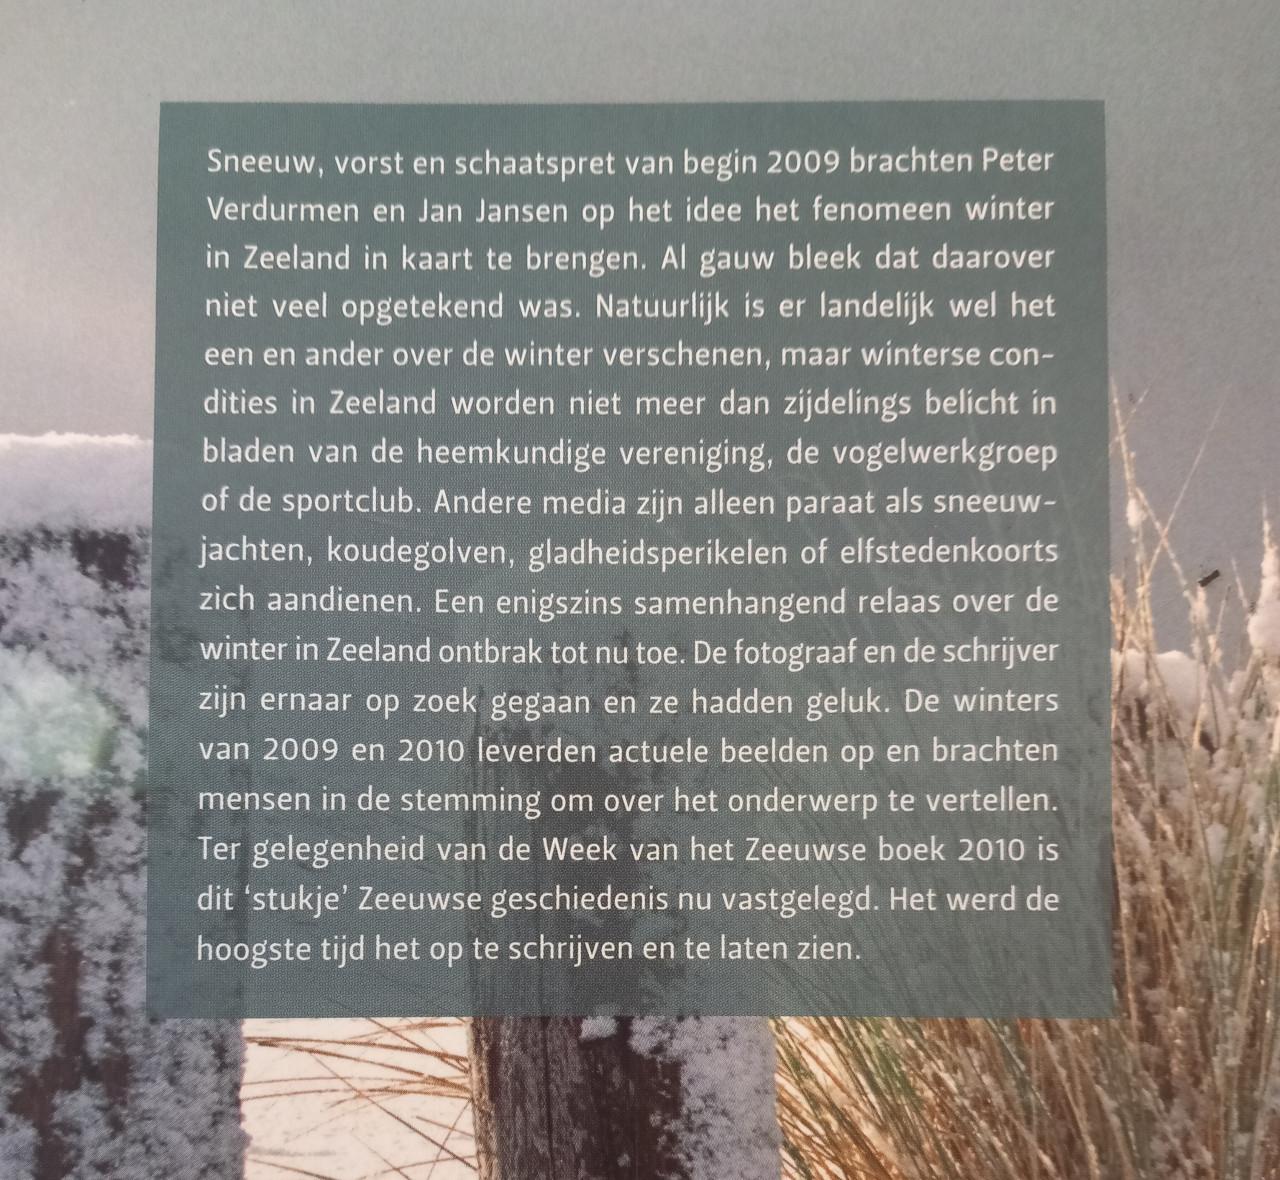 Sneeuw, vorst en schaatspret van begin 2009 brachten Peter
Verdurmen en Jan Jansen op het idee het fenomeen winter
in Zeeland in kaart te brengen. Al gauw bleek dat daarover
niet veel opgetekend was. Natuurlijk is er landelijk wel het
een en ander over de winter verschenen, maar winterse con-
dities in Zeeland worden niet meer dan zijdelings belicht in
bladen van de heemkundige vereniging, de vogelwerkgroep
of de sportclub. Andere media zijn alleen paraat als sneeuw-
jachten, koudegolven, gladheidsperikelen of elfstedenkoorts
zich aandienen. Een enigszins samenhangend relaas over de
winter in Zeeland ontbrak tot nu toe. De fotograaf en de schrijver
zijn ernaar op zoek gegaan en ze hadden geluk. De winters
van 2009 en 2010 leverden actuele beelden op en brachten
mensen in de stemming om over het onderwerp te vertellen.
Ter gelegenheid van de Week van het Zeeuwse boek 2010 is
dit ‘stukje’ Zeeuwse geschiedenis nu vastgelegd. Het werd de
hoogste tijd het op te schrijven en te laten zien.